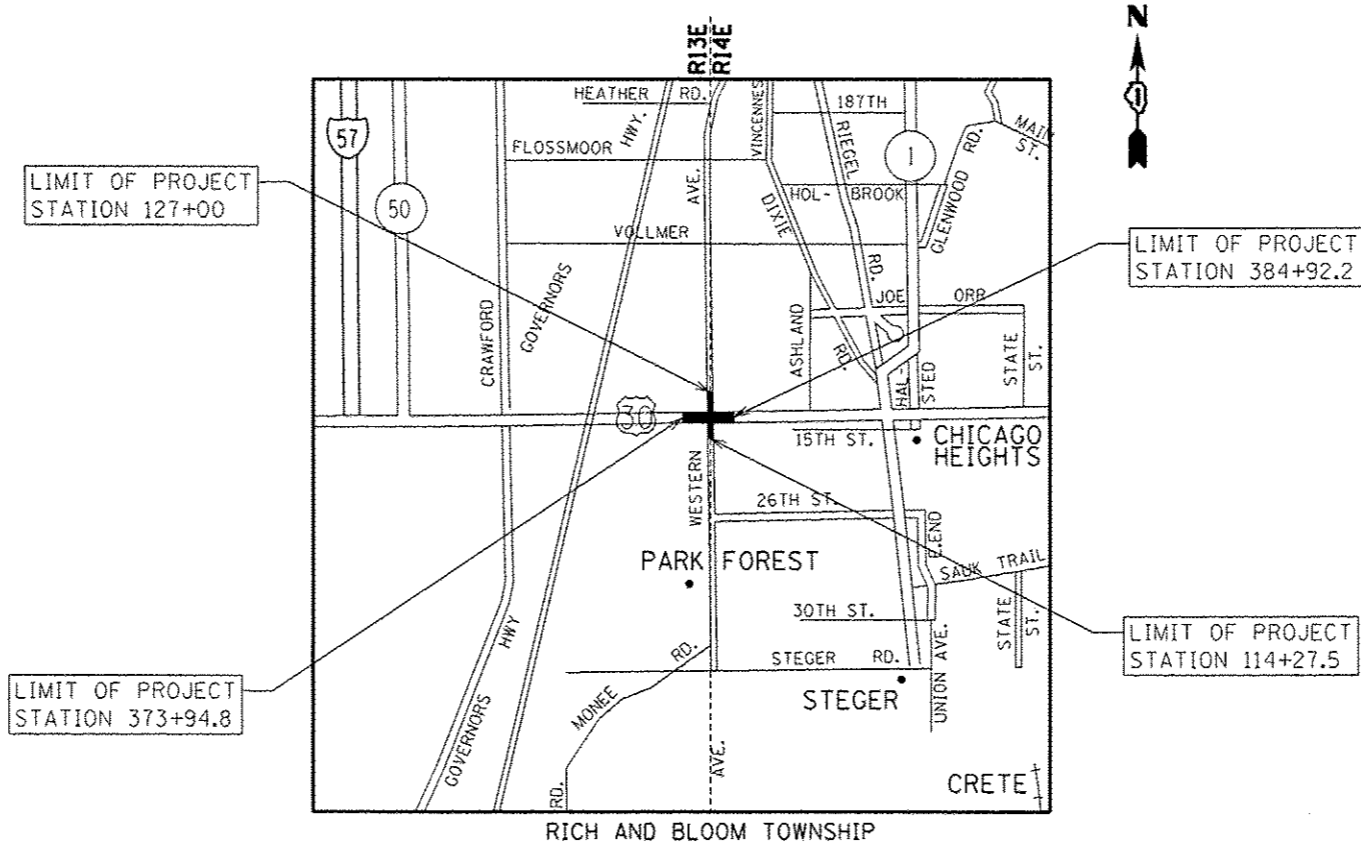 R13E
R14E
N
HEATHER RD.
187TH
57
FLOSSMOOR
HWY.
VINCENNES
RIEGEL
1
RD.
MAIN
ST.
LIMIT OF PROJECT
STATION 127+00
50
AVE.
HOL- BROOK
DIXIE
GLENWOOD
VOLLMER
LIMIT OF PROJECT
STATION 384+92.2
RD.
GOVERNORS
CRAWFORD
JOE ORR
ASHLAND
RD.
HAL-
STED
STATE
ST.
30
15TH ST.
CHICAGO
HEIGHTS
WESTERN
26TH ST.
E.END
PARK FOREST
SAUK TRAIL
30TH ST.
STATE
ST.
HWY
RD.
STEGER RD.
UNION AVE.
LIMIT OF PROJECT
STATION 114+27.5
LIMIT OF PROJECT
STATION 373+94.8
MONEE
STEGER
GOVERNORS
AVE.
RD.
CRETE
RICH AND BLOOM TOWNSHIP